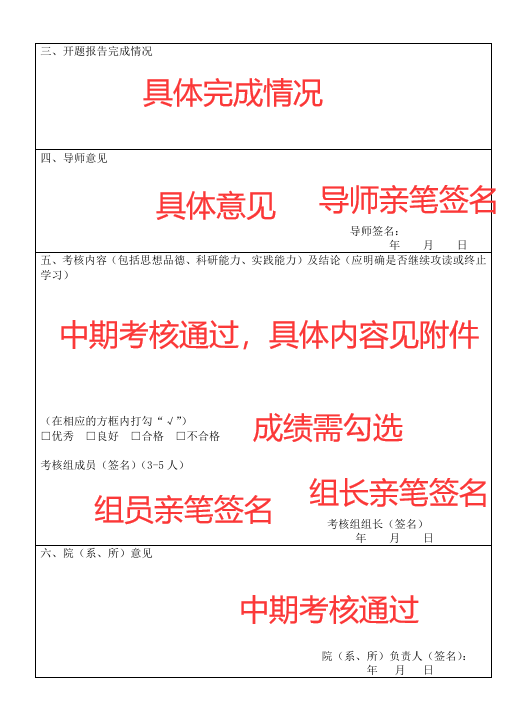 三、开题报告完成情况
具体完成情况
四、导师意见
具体意见
导师亲笔签名
导师签名：
年 月 日
五、考核内容（包括思想品德、科研能力、实践能力）及结论（应明确是否继续攻读或终止
学习）
中期考核通过，具体内容见附件
（在相应的方框内打勾“√”）
成绩需勾选
□优秀 □良好 □合格 □不合格
考核组成员（签名）（3-5 人）
组员亲笔签名
组长亲笔签名
考核组组长（签名）
年 月 日
六、院（系、所）意见
中期考核通过
院（系、所）负责人（签名）：
年 月 日